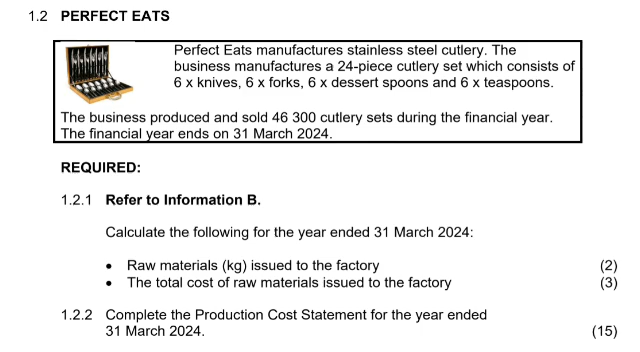 1.2 PERFECT EATS
Perfect Eats manufactures stainless steel cutlery. The
business manufactures a 24-piece cutlery set which consists of
6 x knives, 6 x forks, 6 x dessert spoons and 6 x teaspoons.
The business produced and sold 46 300 cutlery sets during the financial year.
The financial year ends on 31 March 2024.
REQUIRED:
1.2.1 Refer to Information B.
Calculate the following for the year ended 31 March 2024:
• Raw materials (kg) issued to the factory (2)
• The total cost of raw materials issued to the factory (3)
1.2.2 Complete the Production Cost Statement for the year ended
31 March 2024. (15)